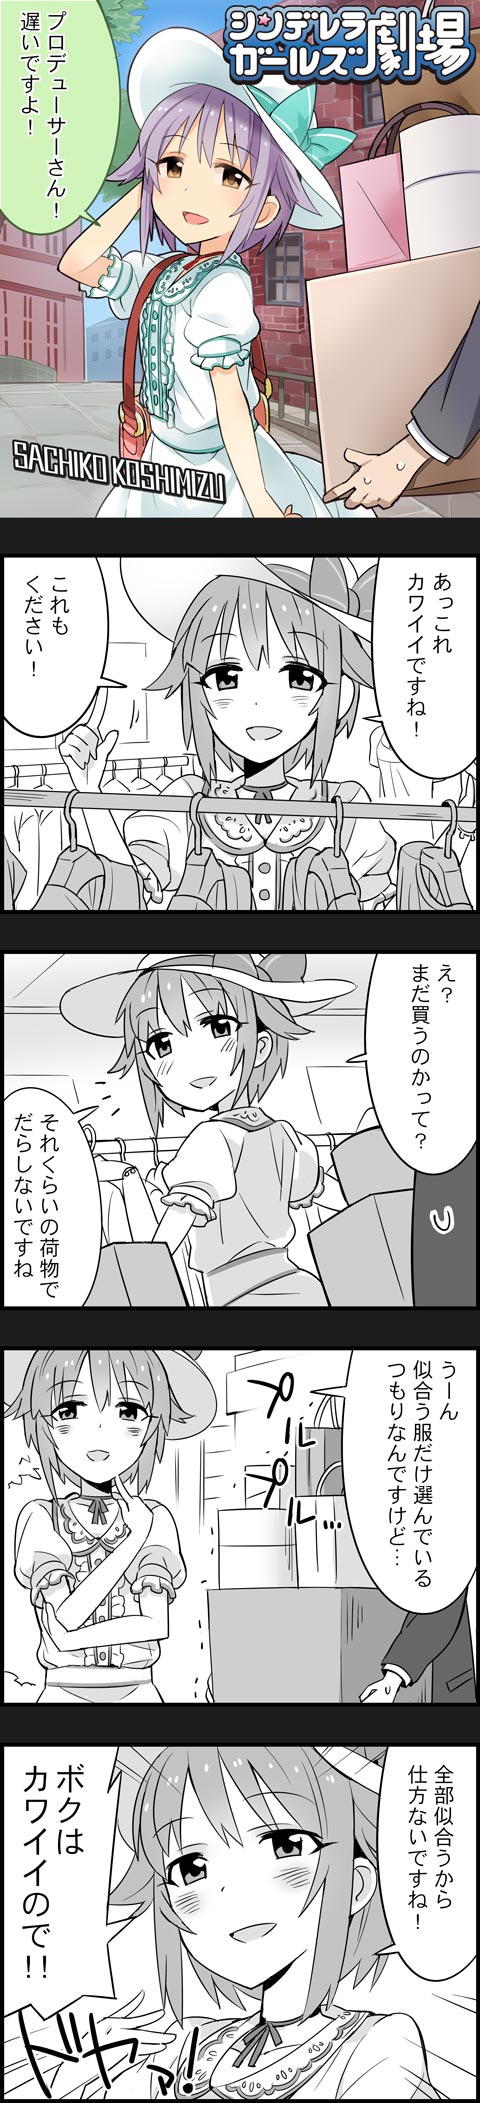 シンデレラ
ガールズ劇場
プロデューサーさん!
遅いですよ!
SACHIKO KOSHIMIZU
あっこれ
カワイイですね!
これも
ください!
え?
まだ買うのかって?
それくらいの荷物で
だらしないですね
うーん
似合う服だけ選んでいる
つもりなんですけど…
プルプル…
全部似合うから
仕方ないですね!
ボクは
カワイイので!!
ドヤァ!